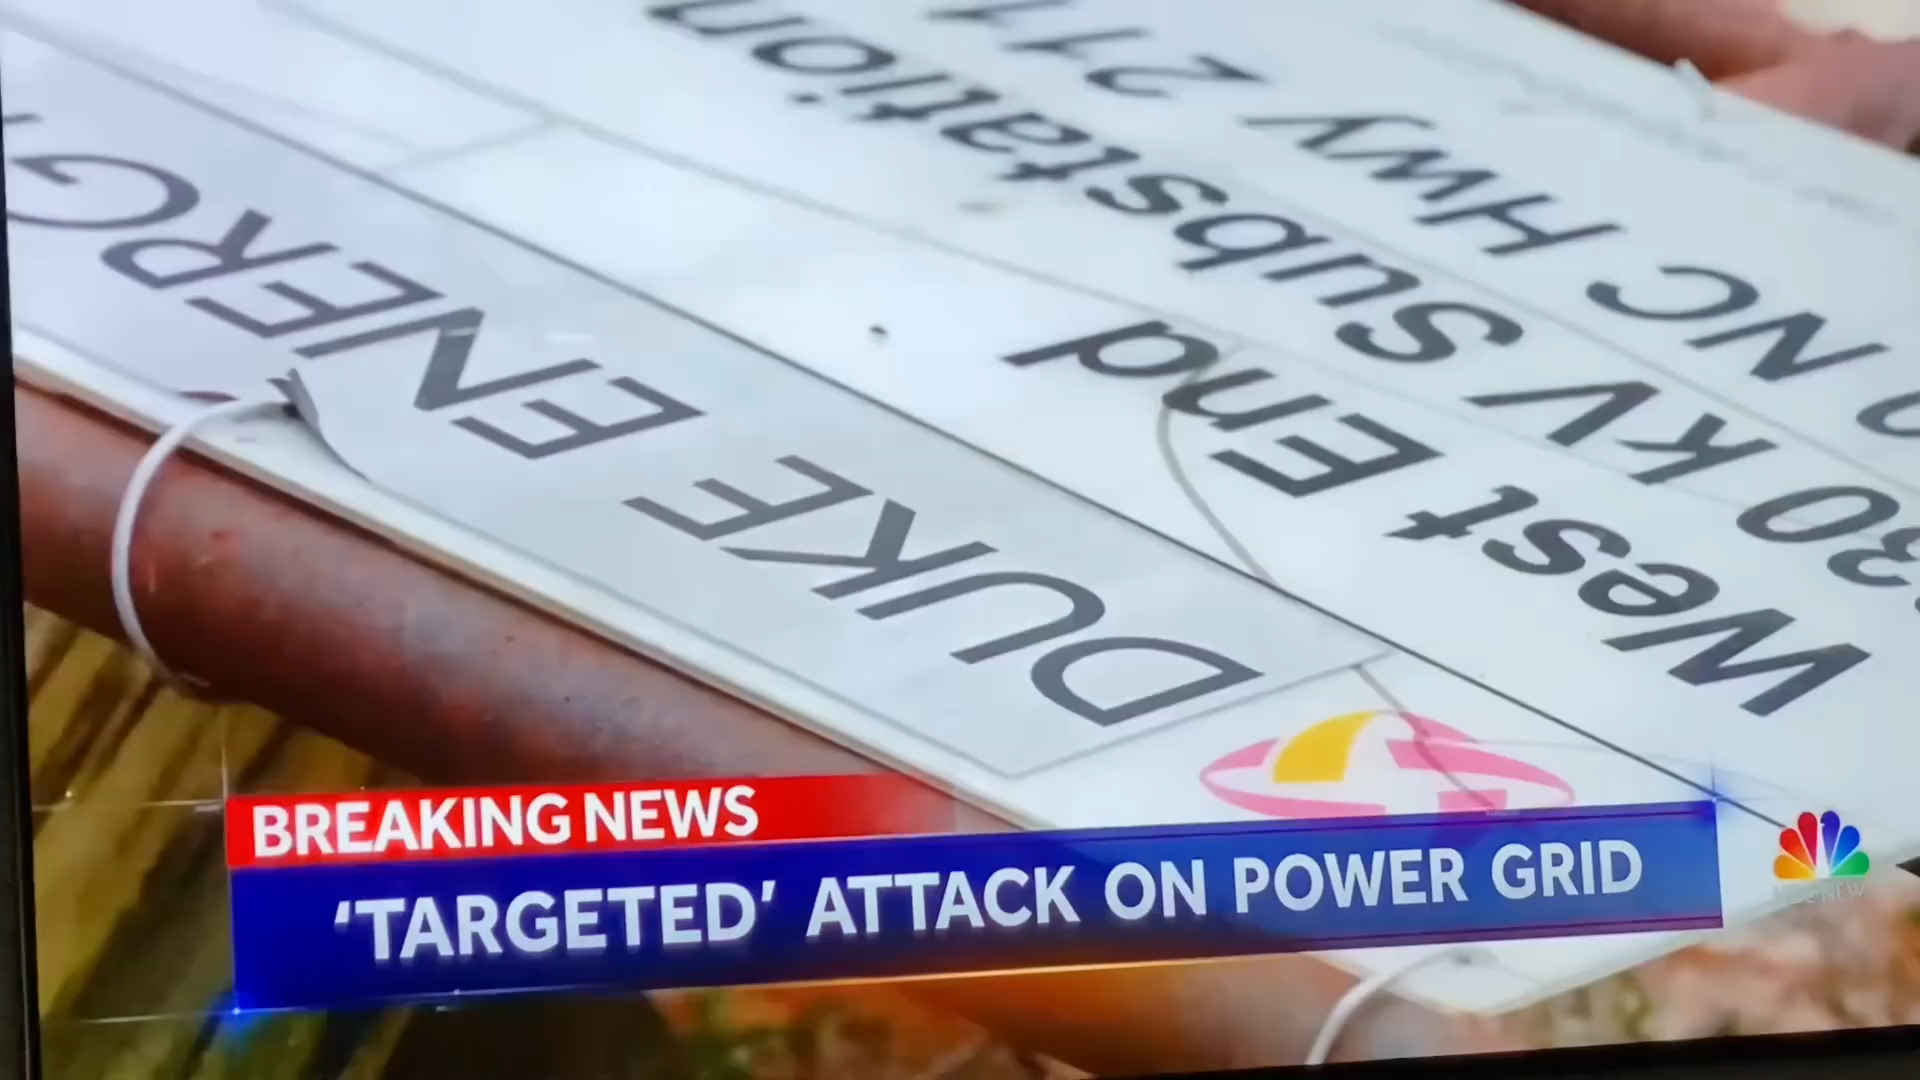 DUKE ENERG
West End
30 KV Substation
NC Hwy 211
BREAKING NEWS
‘TARGETED’ ATTACK ON POWER GRID